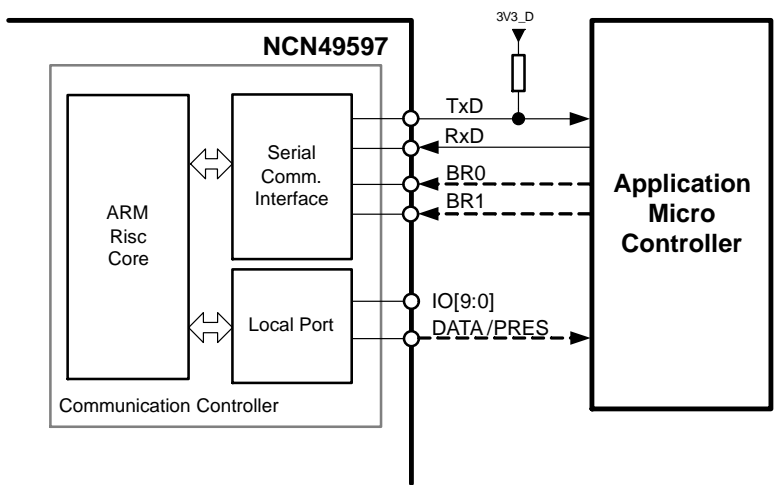 3V3_D
NCN49597
TxD
RxD
BR0
BR1
Serial
Comm.
Interface
ARM
Risc
Core
Application
Micro
Controller
Local Port
IO[9:0]
DATA/PRES
Communication Controller